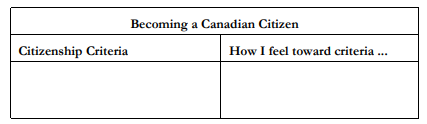 Becoming a Canadian Citizen
Citizenship Criteria
How I feel toward criteria ...